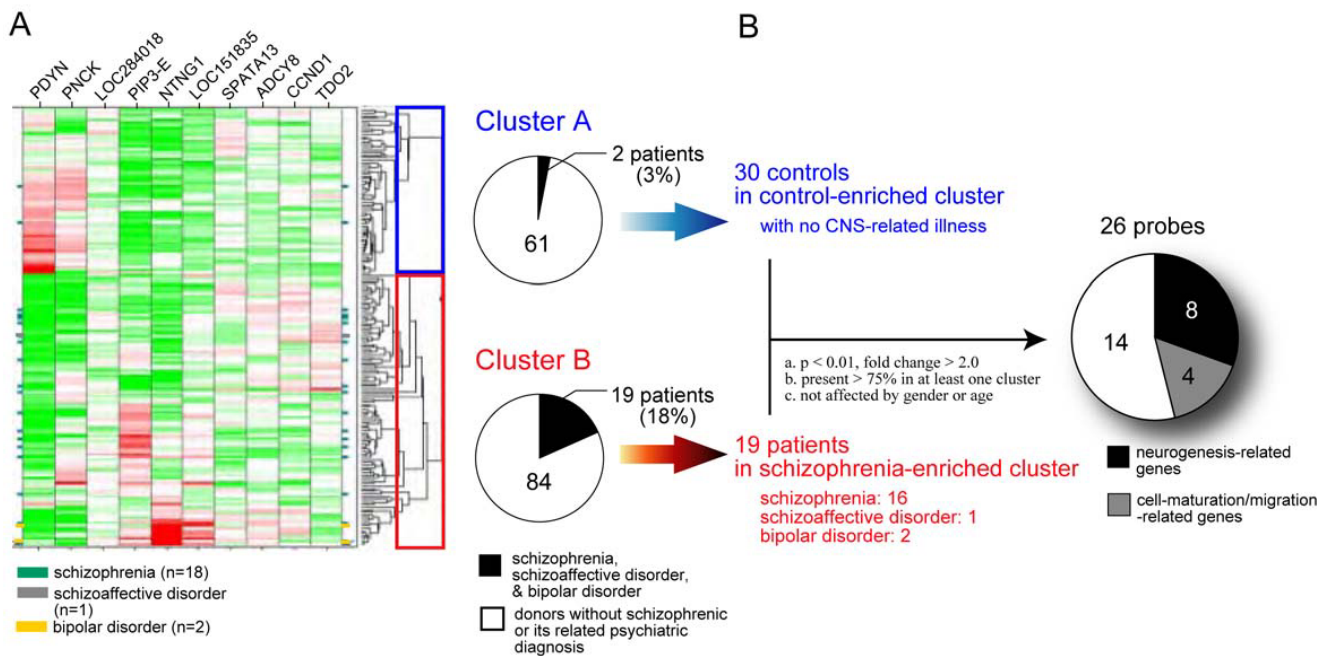 A
PDYN
PNCK
LOC284018
PIP3-E
NTNG1
LOC151835
SPATA13
ADCY8
CCND1
TDO2
schizophrenia (n=18)
schizoaffective disorder
(n=1)
bipolar disorder (n=2)
Cluster A
2 patients
(3%)
61
Cluster B
19 patients
(18%)
84
schizophrenia,
schizoaffective disorder,
& bipolar disorder
donors without schizophrenic
or its related psychiatric
diagnosis
B
30 controls
in control-enriched cluster
with no CNS-related illness
a. p < 0.01, fold change > 2.0
b. present > 75% in at least one cluster
c. not affected by gender or age
19 patients
in schizophrenia-enriched cluster
schizophrenia: 16
schizoaffective disorder: 1
bipolar disorder: 2
26 probes
8
14
4
neurogenesis-related
genes
cell-maturation/migration
-related genes